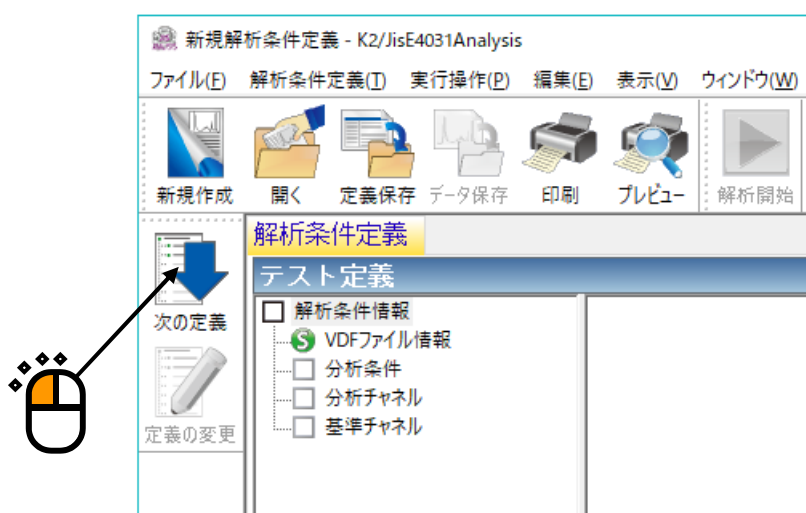 新規解析条件定義 - K2/JisE4031Analysis
ファイル(F) 解析条件定義(T) 実行操作(P) 編集(E) 表示(V) ウィンドウ(W)
新規作成 開く 定義保存 データ保存 印刷 プレビュー 解析開始
次の定義
定義の変更
解析条件定義
テスト定義
解析条件情報
S VDFファイル情報
分析条件
分析チャネル
基準チャネル